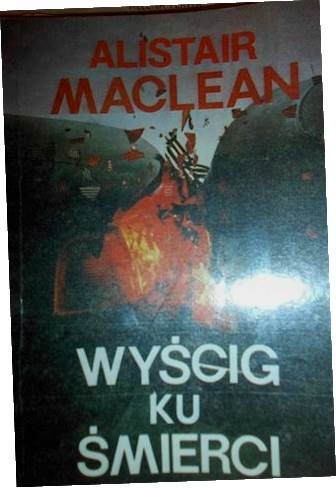 ALISTAIR
MACLEAN
WYŚCIG
KU
ŚMIERCI